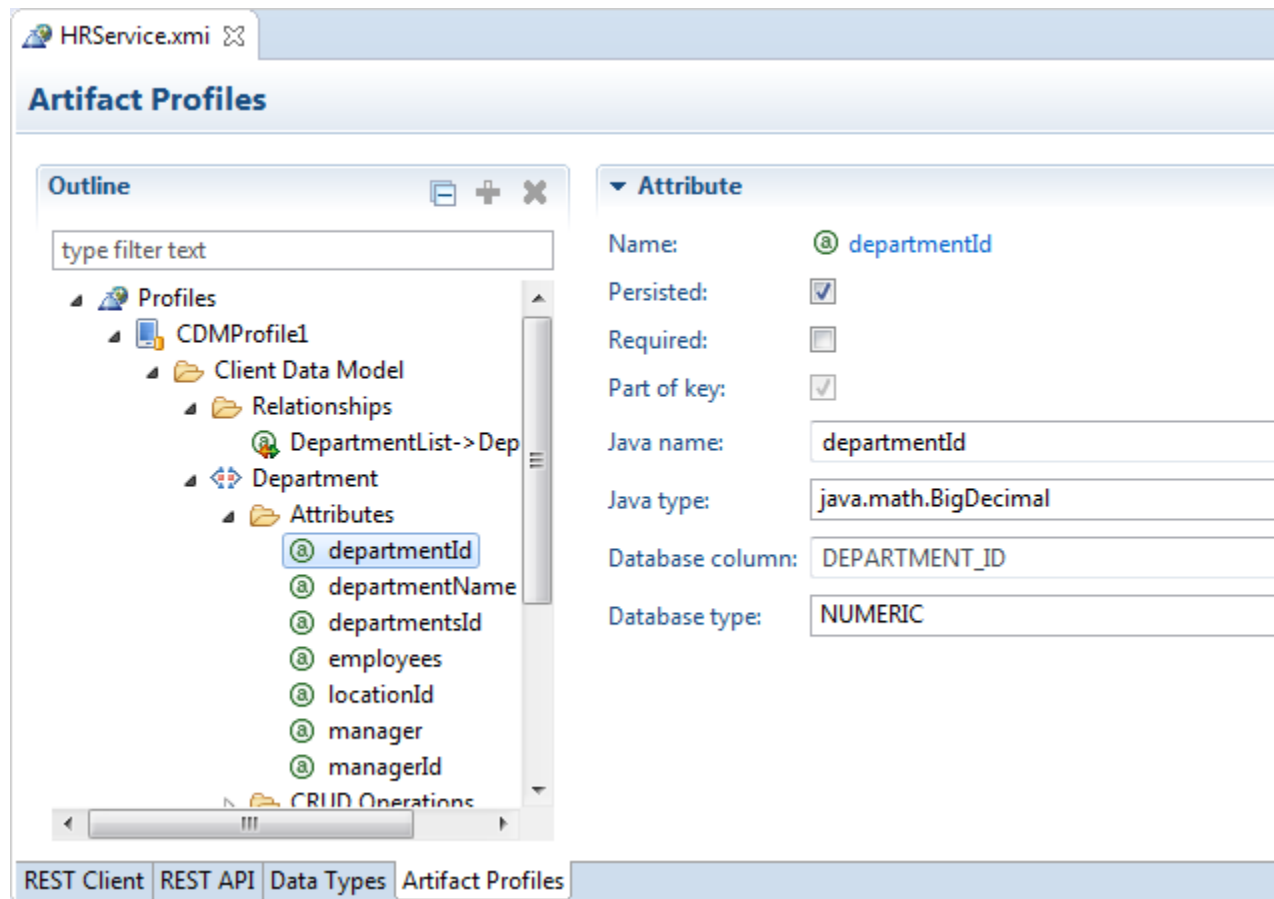 HRService.xmi
Artifact Profiles
Outline
type filter text
Profiles
CDMProfile1
Client Data Model
Relationships
DepartmentList->Dep
Department
Attributes
departmentId
departmentName
departmentsId
employees
locationId
manager
managerId
CRUD Operations
Attribute
Name: departmentId
Persisted:
Required:
Part of key:
Java name: departmentId
Java type: java.math.BigDecimal
Database column: DEPARTMENT_ID
Database type: NUMERIC
REST Client REST API Data Types Artifact Profiles